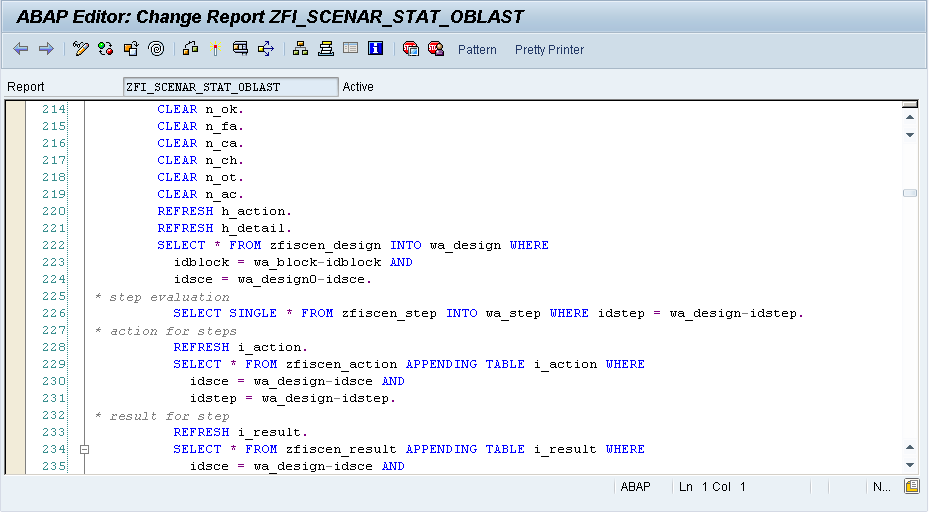 ABAP Editor: Change Report ZFI_SCENAR_STAT_OBLAST
Pattern Pretty Printer
Report ZFI_SCENAR_STAT_OBLAST Active
214 CLEAR n_ok.
215 CLEAR n_fa.
216 CLEAR n_ca.
217 CLEAR n_ch.
218 CLEAR n_ot.
219 CLEAR n_ac.
220 REFRESH h_action.
221 REFRESH h_detail.
222 SELECT * FROM zfiscen_design INTO wa_design WHERE
223 idblock = wa_block-idblock AND
224 idsce = wa_design0-idsce.
225 * step evaluation
226 SELECT SINGLE * FROM zfiscen_step INTO wa_step WHERE idstep = wa_design-idstep.
227 * action for steps
228 REFRESH i_action.
229 SELECT * FROM zfiscen_action APPENDING TABLE i_action WHERE
230 idsce = wa_design-idsce AND
231 idstep = wa_design-idstep.
232 * result for step
233 REFRESH i_result.
234 SELECT * FROM zfiscen_result APPENDING TABLE i_result WHERE
235 idsce = wa_design-idsce AND
ABAP Ln 1 Col 1 N...